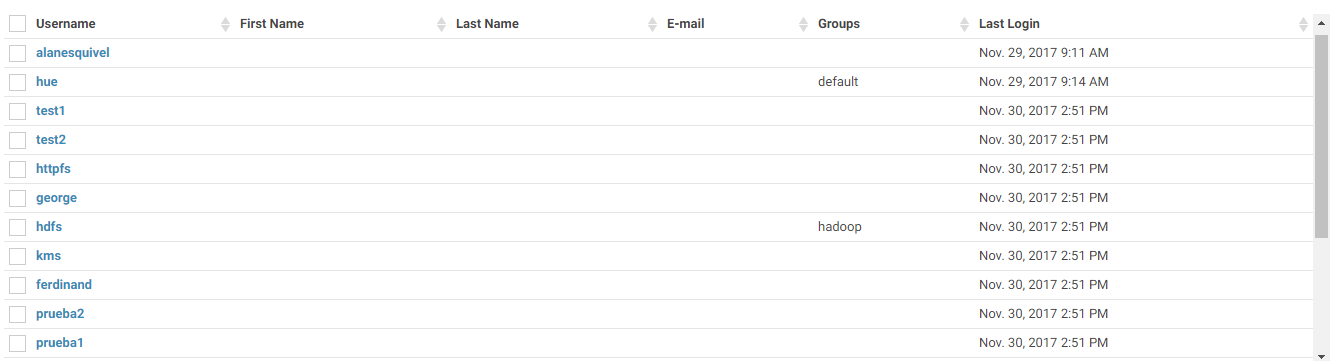 Username First Name Last Name E-mail Groups Last Login
alanesquivel Nov. 29, 2017 9:11 AM
hue default Nov. 29, 2017 9:14 AM
test1 Nov. 30, 2017 2:51 PM
test2 Nov. 30, 2017 2:51 PM
httpfs Nov. 30, 2017 2:51 PM
george Nov. 30, 2017 2:51 PM
hdfs hadoop Nov. 30, 2017 2:51 PM
kms Nov. 30, 2017 2:51 PM
ferdinand Nov. 30, 2017 2:51 PM
prueba2 Nov. 30, 2017 2:51 PM
prueba1 Nov. 30, 2017 2:51 PM